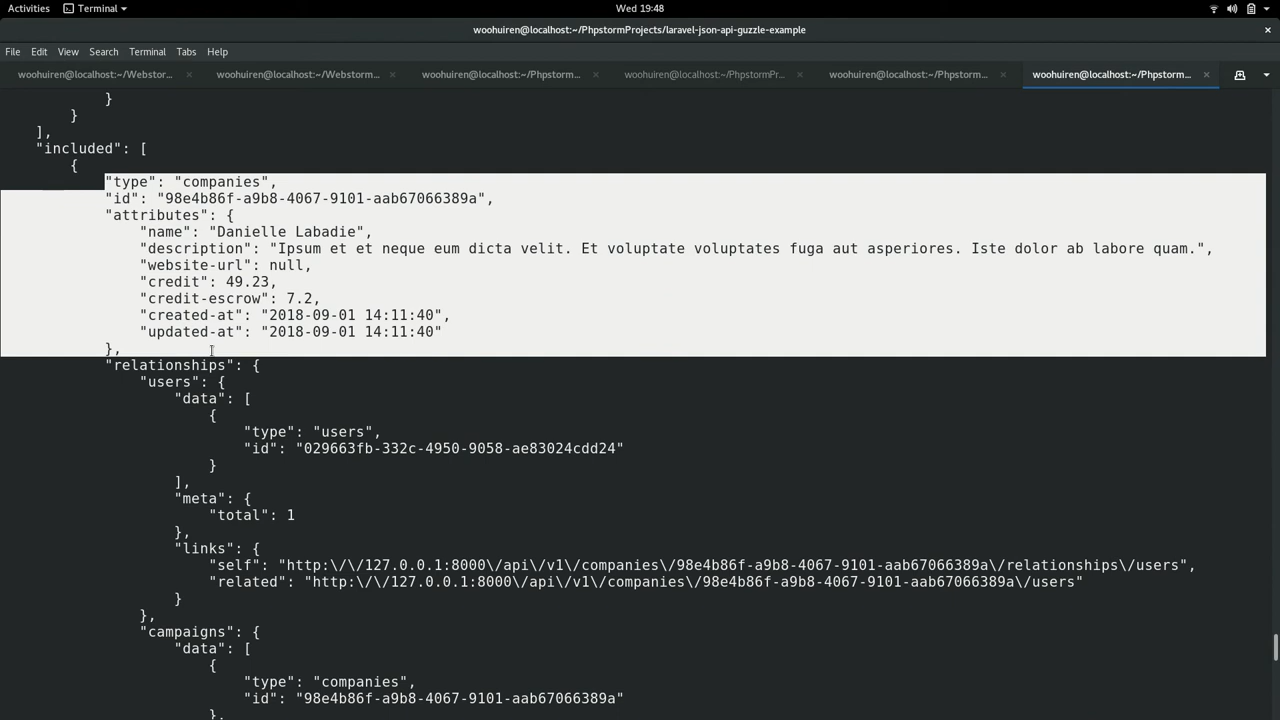 Activities Terminal Wed 19:48
woohuiren@localhost:~/PhpstormProjects/laravel-json-api-guzzle-example
File Edit View Search Terminal Tabs Help
woohuiren@localhost:~/Webstor... woohuiren@localhost:~/Webstorm... woohuiren@localhost:~/Phpstorm... woohuiren@localhost:~/PhpstormPr... woohuiren@localhost:~/Phpstorm... woohuiren@localhost:~/Phpstorm...
}
}
],
"included": [
{
"type": "companies",
"id": "98e4b86f-a9b8-4067-9101-aab67066389a",
"attributes": {
"name": "Danielle Labadie",
"description": "Ipsum et et neque eum dicta velit. Et voluptate voluptates fuga aut asperiores. Iste dolor ab labore quam.",
"website-url": null,
"credit": 49.23,
"credit-escrow": 7.2,
"created-at": "2018-09-01 14:11:40",
"updated-at": "2018-09-01 14:11:40"
},
"relationships": {
"users": {
"data": [
{
"type": "users",
"id": "029663fb-332c-4950-9058-ae83024cdd24"
}
],
"meta": {
"total": 1
},
"links": {
"self": "http:\/\/127.0.0.1:8000\/api\/v1\/companies\/98e4b86f-a9b8-4067-9101-aab67066389a\/relationships\/users",
"related": "http:\/\/127.0.0.1:8000\/api\/v1\/companies\/98e4b86f-a9b8-4067-9101-aab67066389a\/users"
}
},
"campaigns": {
"data": [
{
"type": "companies",
"id": "98e4b86f-a9b8-4067-9101-aab67066389a"
},